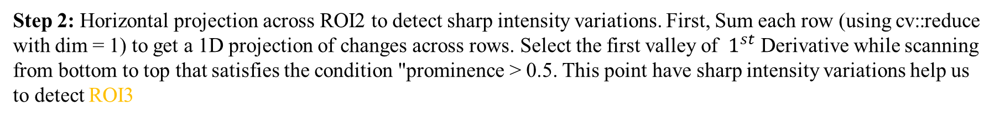 Step 2: Horizontal projection across ROI2 to detect sharp intensity variations. First, Sum each row (using cv::reduce
with dim = 1) to get a 1D projection of changes across rows. Select the first valley of 1st Derivative while scanning
from bottom to top that satisfies the condition "prominence > 0.5. This point have sharp intensity variations help us
to detect ROI3